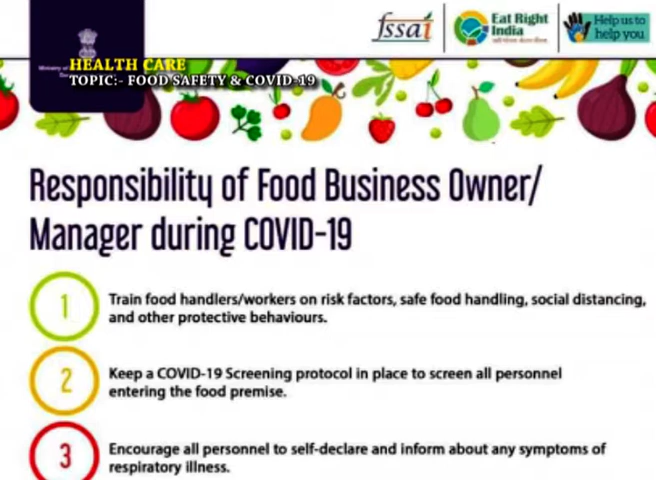 fssai
Eat Right
India
Help us to
help you
HEALTH CARE
TOPIC:- FOOD SAFETY & COVID-19
Responsibility of Food Business Owner/
Manager during COVID-19
1
Train food handlers/workers on risk factors, safe food handling, social distancing,
and other protective behaviours.
2
Keep a COVID-19 Screening protocol in place to screen all personnel
entering the food premise.
3
Encourage all personnel to self-declare and inform about any symptoms of
respiratory illness.